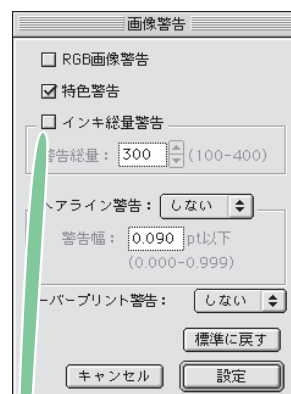 画像警告
RGB画像警告
特色警告
インキ総量警告
警告総量： 300 (100-400)
ヘアライン警告： しない
警告幅： 0.090 pt以下
(0.000-0.999)
ーバープリント警告： しない
標準に戻す
キャンセル 設定